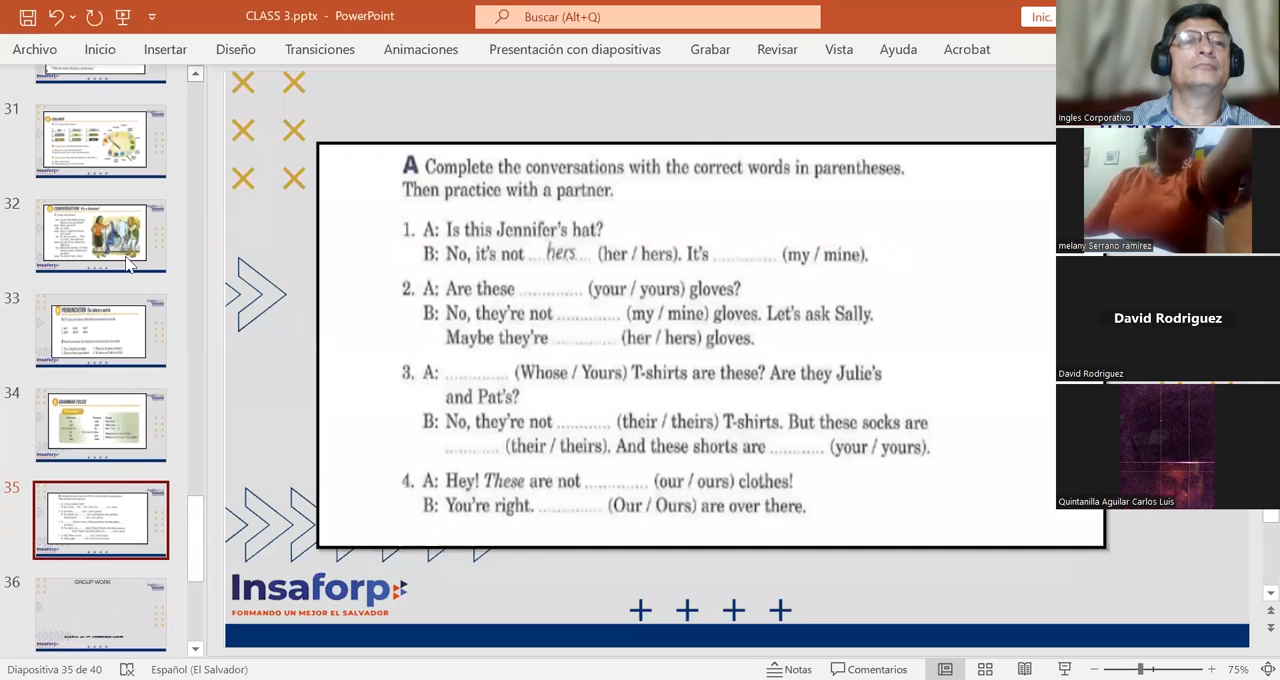 CLASS 3.pptx - PowerPoint
Buscar (Alt+Q)
Inic.
Archivo Inicio Insertar Diseño Transiciones Animaciones Presentación con diapositivas Grabar Revisar Vista Ayuda Acrobat
31
32
33
34
35
36
GROUP WORK
A Complete the conversations with the correct words in parentheses.
Then practice with a partner.
1. A: Is this Jennifer's hat?
B: No, it's not ....hers.... (her / hers). It's ............ (my / mine).
2. A: Are these ............ (your / yours) gloves?
B: No, they're not ............ (my / mine) gloves. Let's ask Sally.
Maybe they're ............ (her / hers) gloves.
3. A: ............ (Whose / Yours) T-shirts are these? Are they Julie's
and Pat's?
B: No, they're not ............ (their / theirs) T-shirts. But these socks are
............ (their / theirs). And these shorts are ............ (your / yours).
4. A: Hey! These are not ............ (our / ours) clothes!
B: You're right. ............ (Our / Ours) are over there.
Insaforp
FORMANDO UN MEJOR EL SALVADOR
Ingles Corporativo
melany Serrano ramirez
David Rodriguez
David Rodriguez
Quintanilla Aguilar Carlos Luis
Diapositiva 35 de 40 Español (El Salvador) Notas Comentarios 75%